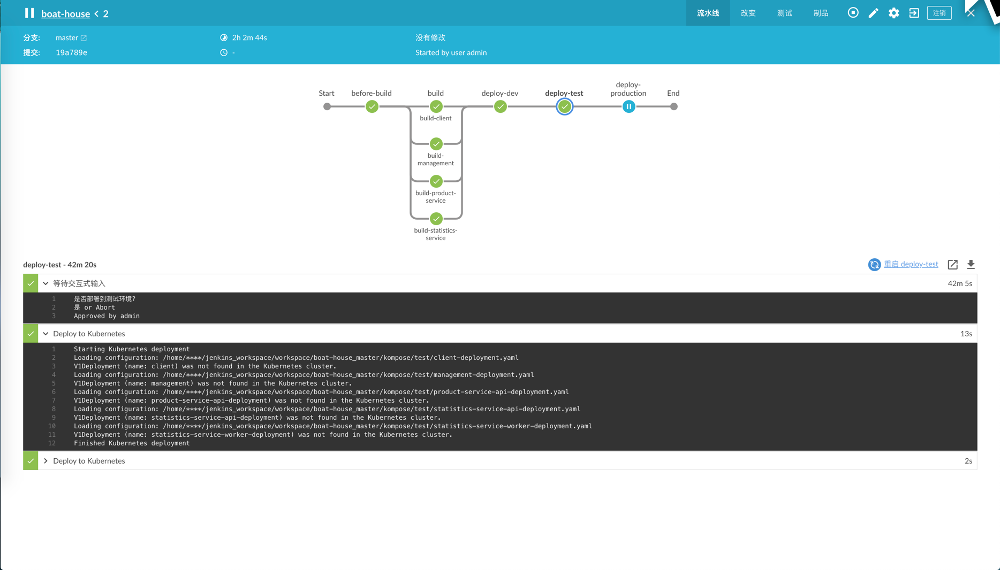 boat-house < 2
流水线 改变 测试 制品 注销
分支: master 2h 2m 44s 没有修改
提交: 19a789e - Started by user admin
Start before-build build deploy-dev deploy-test deploy-production End
build-client
build-management
build-product-service
build-statistics-service
deploy-test - 42m 20s 重启 deploy-test
等待交互式输入 42m 5s
1 是否部署到测试环境?
2 是 or Abort
3 Approved by admin
Deploy to Kubernetes 13s
1 Starting Kubernetes deployment
2 Loading configuration: /home/****/jenkins_workspace/workspace/boat-house_master/kompose/test/client-deployment.yaml
3 V1Deployment (name: client) was not found in the Kubernetes cluster.
4 Loading configuration: /home/****/jenkins_workspace/workspace/boat-house_master/kompose/test/management-deployment.yaml
5 V1Deployment (name: management) was not found in the Kubernetes cluster.
6 Loading configuration: /home/****/jenkins_workspace/workspace/boat-house_master/kompose/test/product-service-api-deployment.yaml
7 V1Deployment (name: product-service-api-deployment) was not found in the Kubernetes cluster.
8 Loading configuration: /home/****/jenkins_workspace/workspace/boat-house_master/kompose/test/statistics-service-api-deployment.yaml
9 V1Deployment (name: statistics-service-api-deployment) was not found in the Kubernetes cluster.
10 Loading configuration: /home/****/jenkins_workspace/workspace/boat-house_master/kompose/test/statistics-service-worker-deployment.yaml
11 V1Deployment (name: statistics-service-worker-deployment) was not found in the Kubernetes cluster.
12 Finished Kubernetes deployment
Deploy to Kubernetes 2s